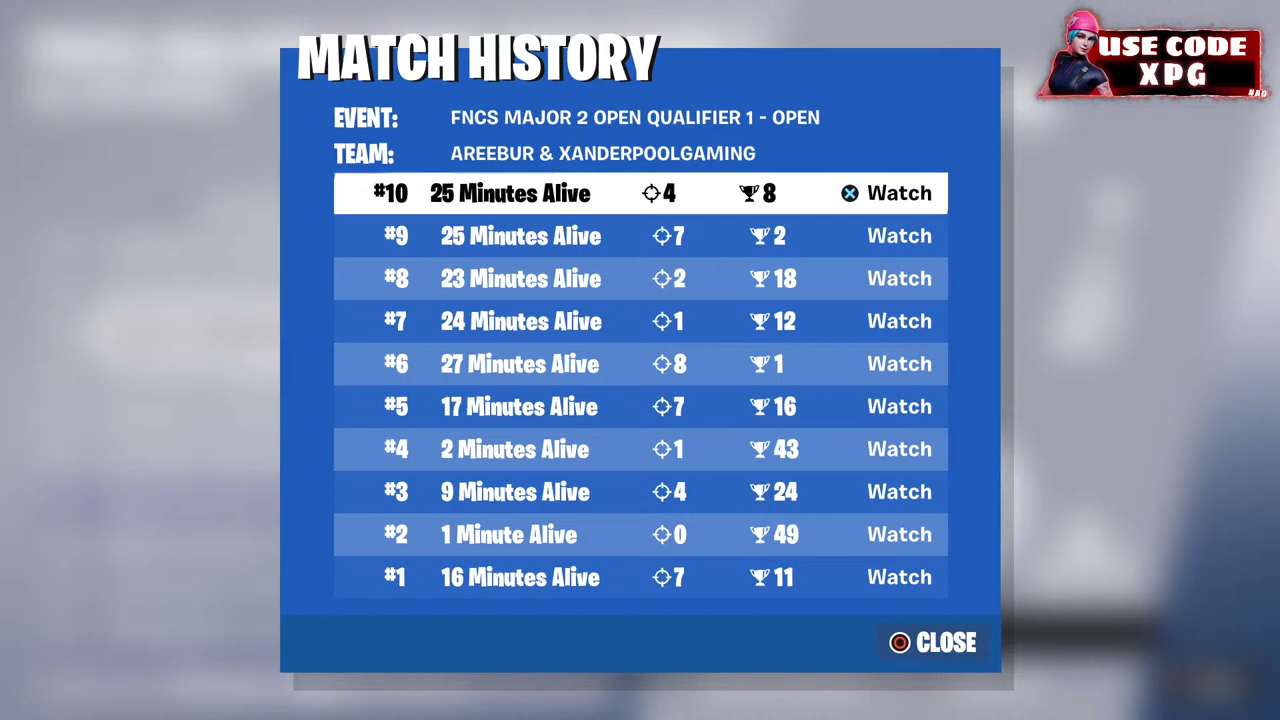 MATCH HISTORY
USE CODE
XPG
#AD
EVENT: FNCS MAJOR 2 OPEN QUALIFIER 1 - OPEN
TEAM: AREEBUR & XANDERPOOLGAMING
#10 25 Minutes Alive 4 8 Watch
#9 25 Minutes Alive 7 2 Watch
#8 23 Minutes Alive 2 18 Watch
#7 24 Minutes Alive 1 12 Watch
#6 27 Minutes Alive 8 1 Watch
#5 17 Minutes Alive 7 16 Watch
#4 2 Minutes Alive 1 43 Watch
#3 9 Minutes Alive 4 24 Watch
#2 1 Minute Alive 0 49 Watch
#1 16 Minutes Alive 7 11 Watch
CLOSE